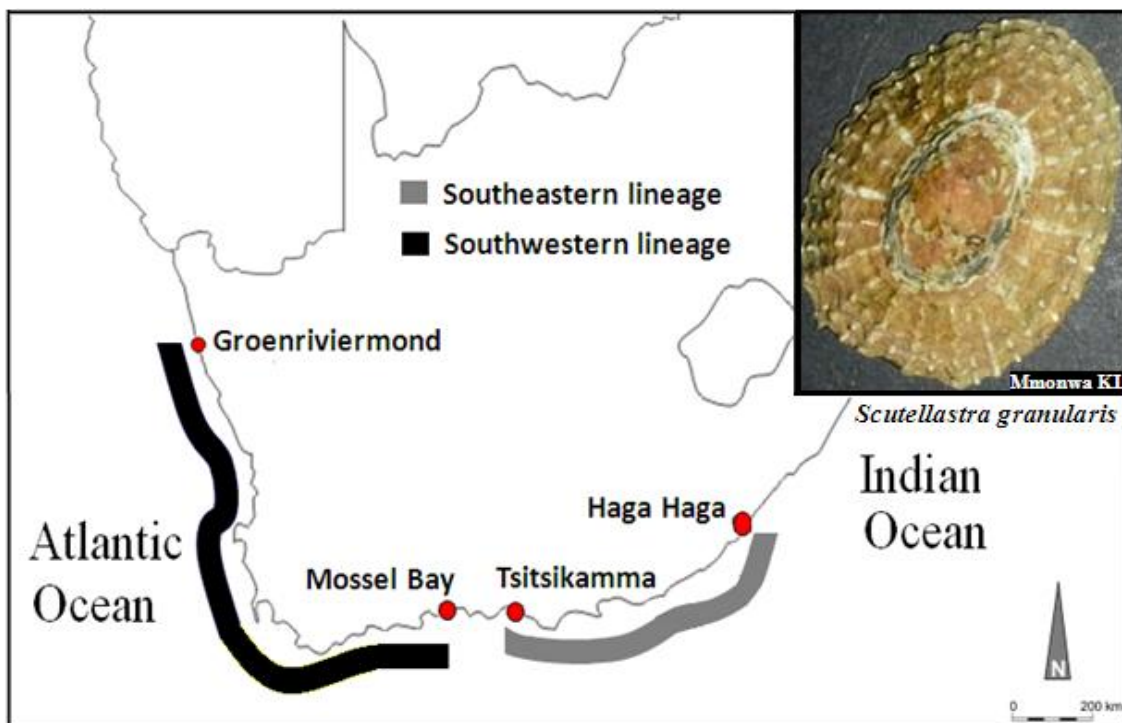 Southeastern lineage
Southwestern lineage
Groenriviermond
Mmonwa KL
Scutellastra granularis
Indian
Ocean
Haga Haga
Atlantic
Ocean
Mossel Bay
Tsitsikamma
N
0 200 km